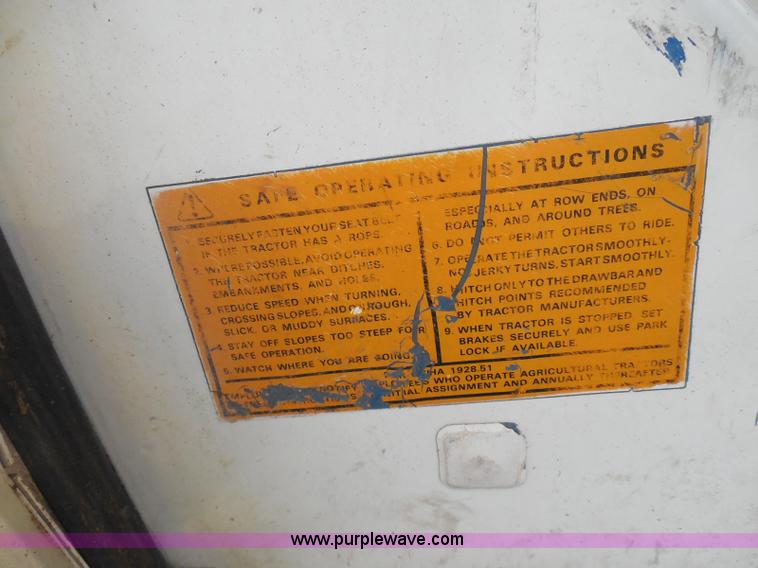 SAFE OPERATING INSTRUCTIONS
1. SECURELY FASTEN YOUR SEAT BELT
IN THE TRACTOR HAS A ROPS.
2. WHERE POSSIBLE, AVOID OPERATING
THE TRACTOR NEAR DITCHES,
EMBANKMENTS, AND HOLES.
3. REDUCE SPEED WHEN TURNING,
CROSSING SLOPES, AND ON ROUGH,
SLICK, OR MUDDY SURFACES.
4. STAY OFF SLOPES TOO STEEP FOR
SAFE OPERATION.
5. WATCH WHERE YOU ARE GOING,
ESPECIALLY AT ROW ENDS, ON
ROADS, AND AROUND TREES.
6. DO NOT PERMIT OTHERS TO RIDE.
7. OPERATE THE TRACTOR SMOOTHLY-
NO JERKY TURNS, START SMOOTHLY.
8. HITCH ONLY TO THE DRAWBAR AND
HITCH POINTS RECOMMENDED
BY TRACTOR MANUFACTURERS.
9. WHEN TRACTOR IS STOPPED, SET
BRAKES SECURELY AND USE PARK
LOCK IF AVAILABLE.
1928.51
NOTIFY EMPLOYEES WHO OPERATE AGRICULTURAL TRACTORS
INITIAL ASSIGNMENT AND ANNUALLY THEREAFTER
www.purplewave.com